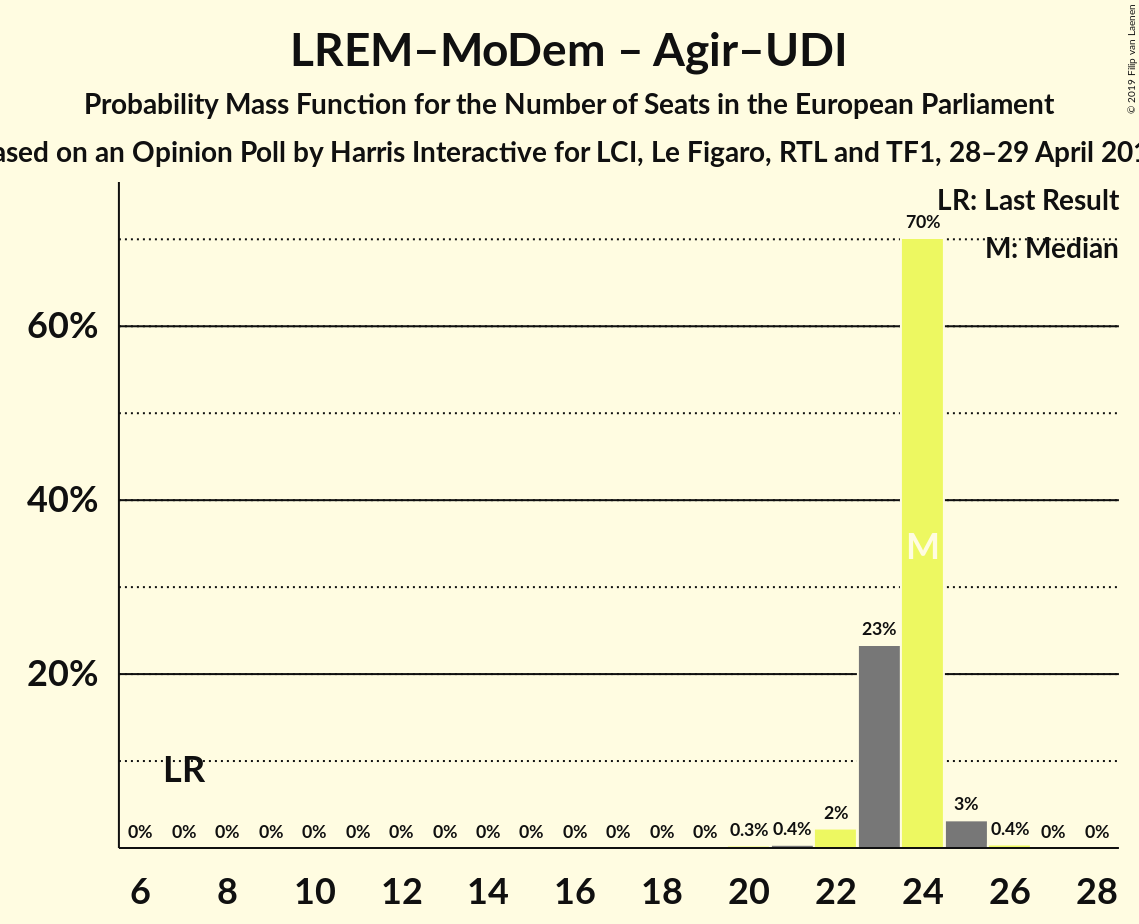 LREM–MoDem – Agir–UDI
Probability Mass Function for the Number of Seats in the European Parliament
ased on an Opinion Poll by Harris Interactive for LCI, Le Figaro, RTL and TF1, 28–29 April 201
© 2019 Filip van Laenen
LR: Last Result
M: Median
70%
60%
40%
M
23%
20%
LR
0% 0% 0% 0% 0% 0% 0% 0% 0% 0% 0% 0% 0% 0% 0.3% 0.4% 2% 3% 0.4% 0% 0%
6 8 10 12 14 16 18 20 22 24 26 28